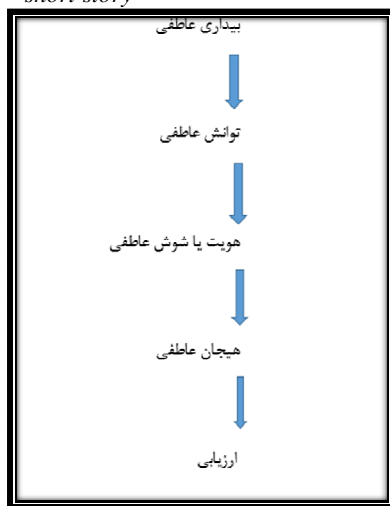 short story
بیداری عاطفی
توانش عاطفی
هویت یا شوش عاطفی
هیجان عاطفی
ارزیابی